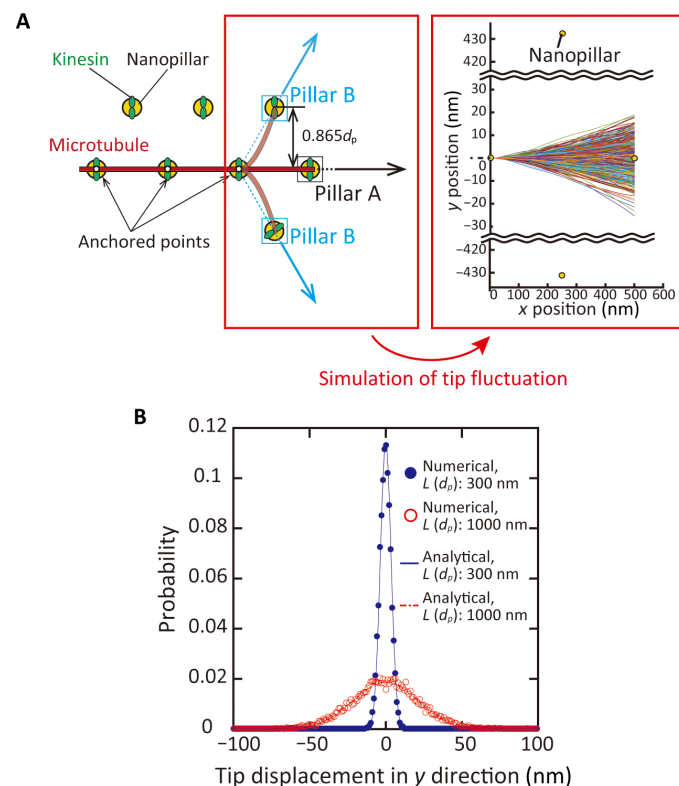 A
Kinesin Nanopillar
Pillar B
0.865dₚ
Microtubule
Pillar A
Anchored points
Pillar B
430
420
Nanopillar
30
20
10
0
−10
−20
−30
−420
−430
y position (nm)
0 100 200 300 400 500 600
x position (nm)
Simulation of tip fluctuation
B
0.12
0.1
0.08
0.06
0.04
0.02
0
Probability
Numerical,
L (dₚ): 300 nm
Numerical,
L (dₚ): 1000 nm
Analytical,
L (dₚ): 300 nm
Analytical,
L (dₚ): 1000 nm
−100 −50 0 50 100
Tip displacement in y direction (nm)